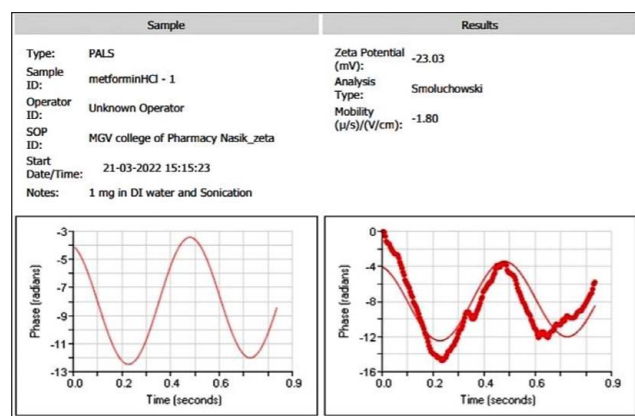 Sample
Results
Type: PALS
Sample ID: metforminHCl - 1
Operator ID: Unknown Operator
SOP ID: MGV college of Pharmacy Nasik_zeta
Start Date/Time: 21-03-2022 15:15:23
Notes: 1 mg in DI water and Sonication
Zeta Potential (mV): -23.03
Analysis Type: Smoluchowski
Mobility (μ/s)/(V/cm): -1.80
Phase (radians)
-3
-5
-7
-9
-11
-13
0.0 0.2 0.4 0.6 0.9
Time (seconds)
Phase (radians)
0
-4
-8
-12
-16
0.0 0.2 0.4 0.6 0.9
Time (seconds)